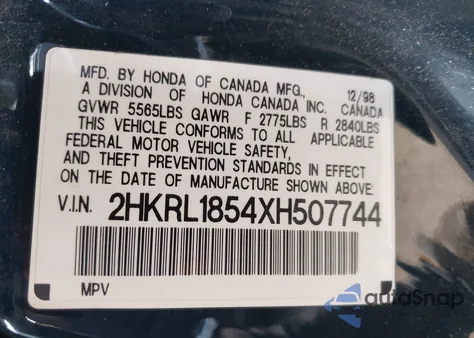 MFD. BY HONDA OF CANADA MFG., 12/98
A DIVISION OF HONDA CANADA INC. CANADA
GVWR 5565LBS GAWR F 2775LBS R 2840LBS
THIS VEHICLE CONFORMS TO ALL APPLICABLE
FEDERAL MOTOR VEHICLE SAFETY,
AND THEFT PREVENTION STANDARDS IN EFFECT
ON THE DATE OF MANUFACTURE SHOWN ABOVE:
V.I.N. 2HKRL1854XH507744
MPV
autoSnap